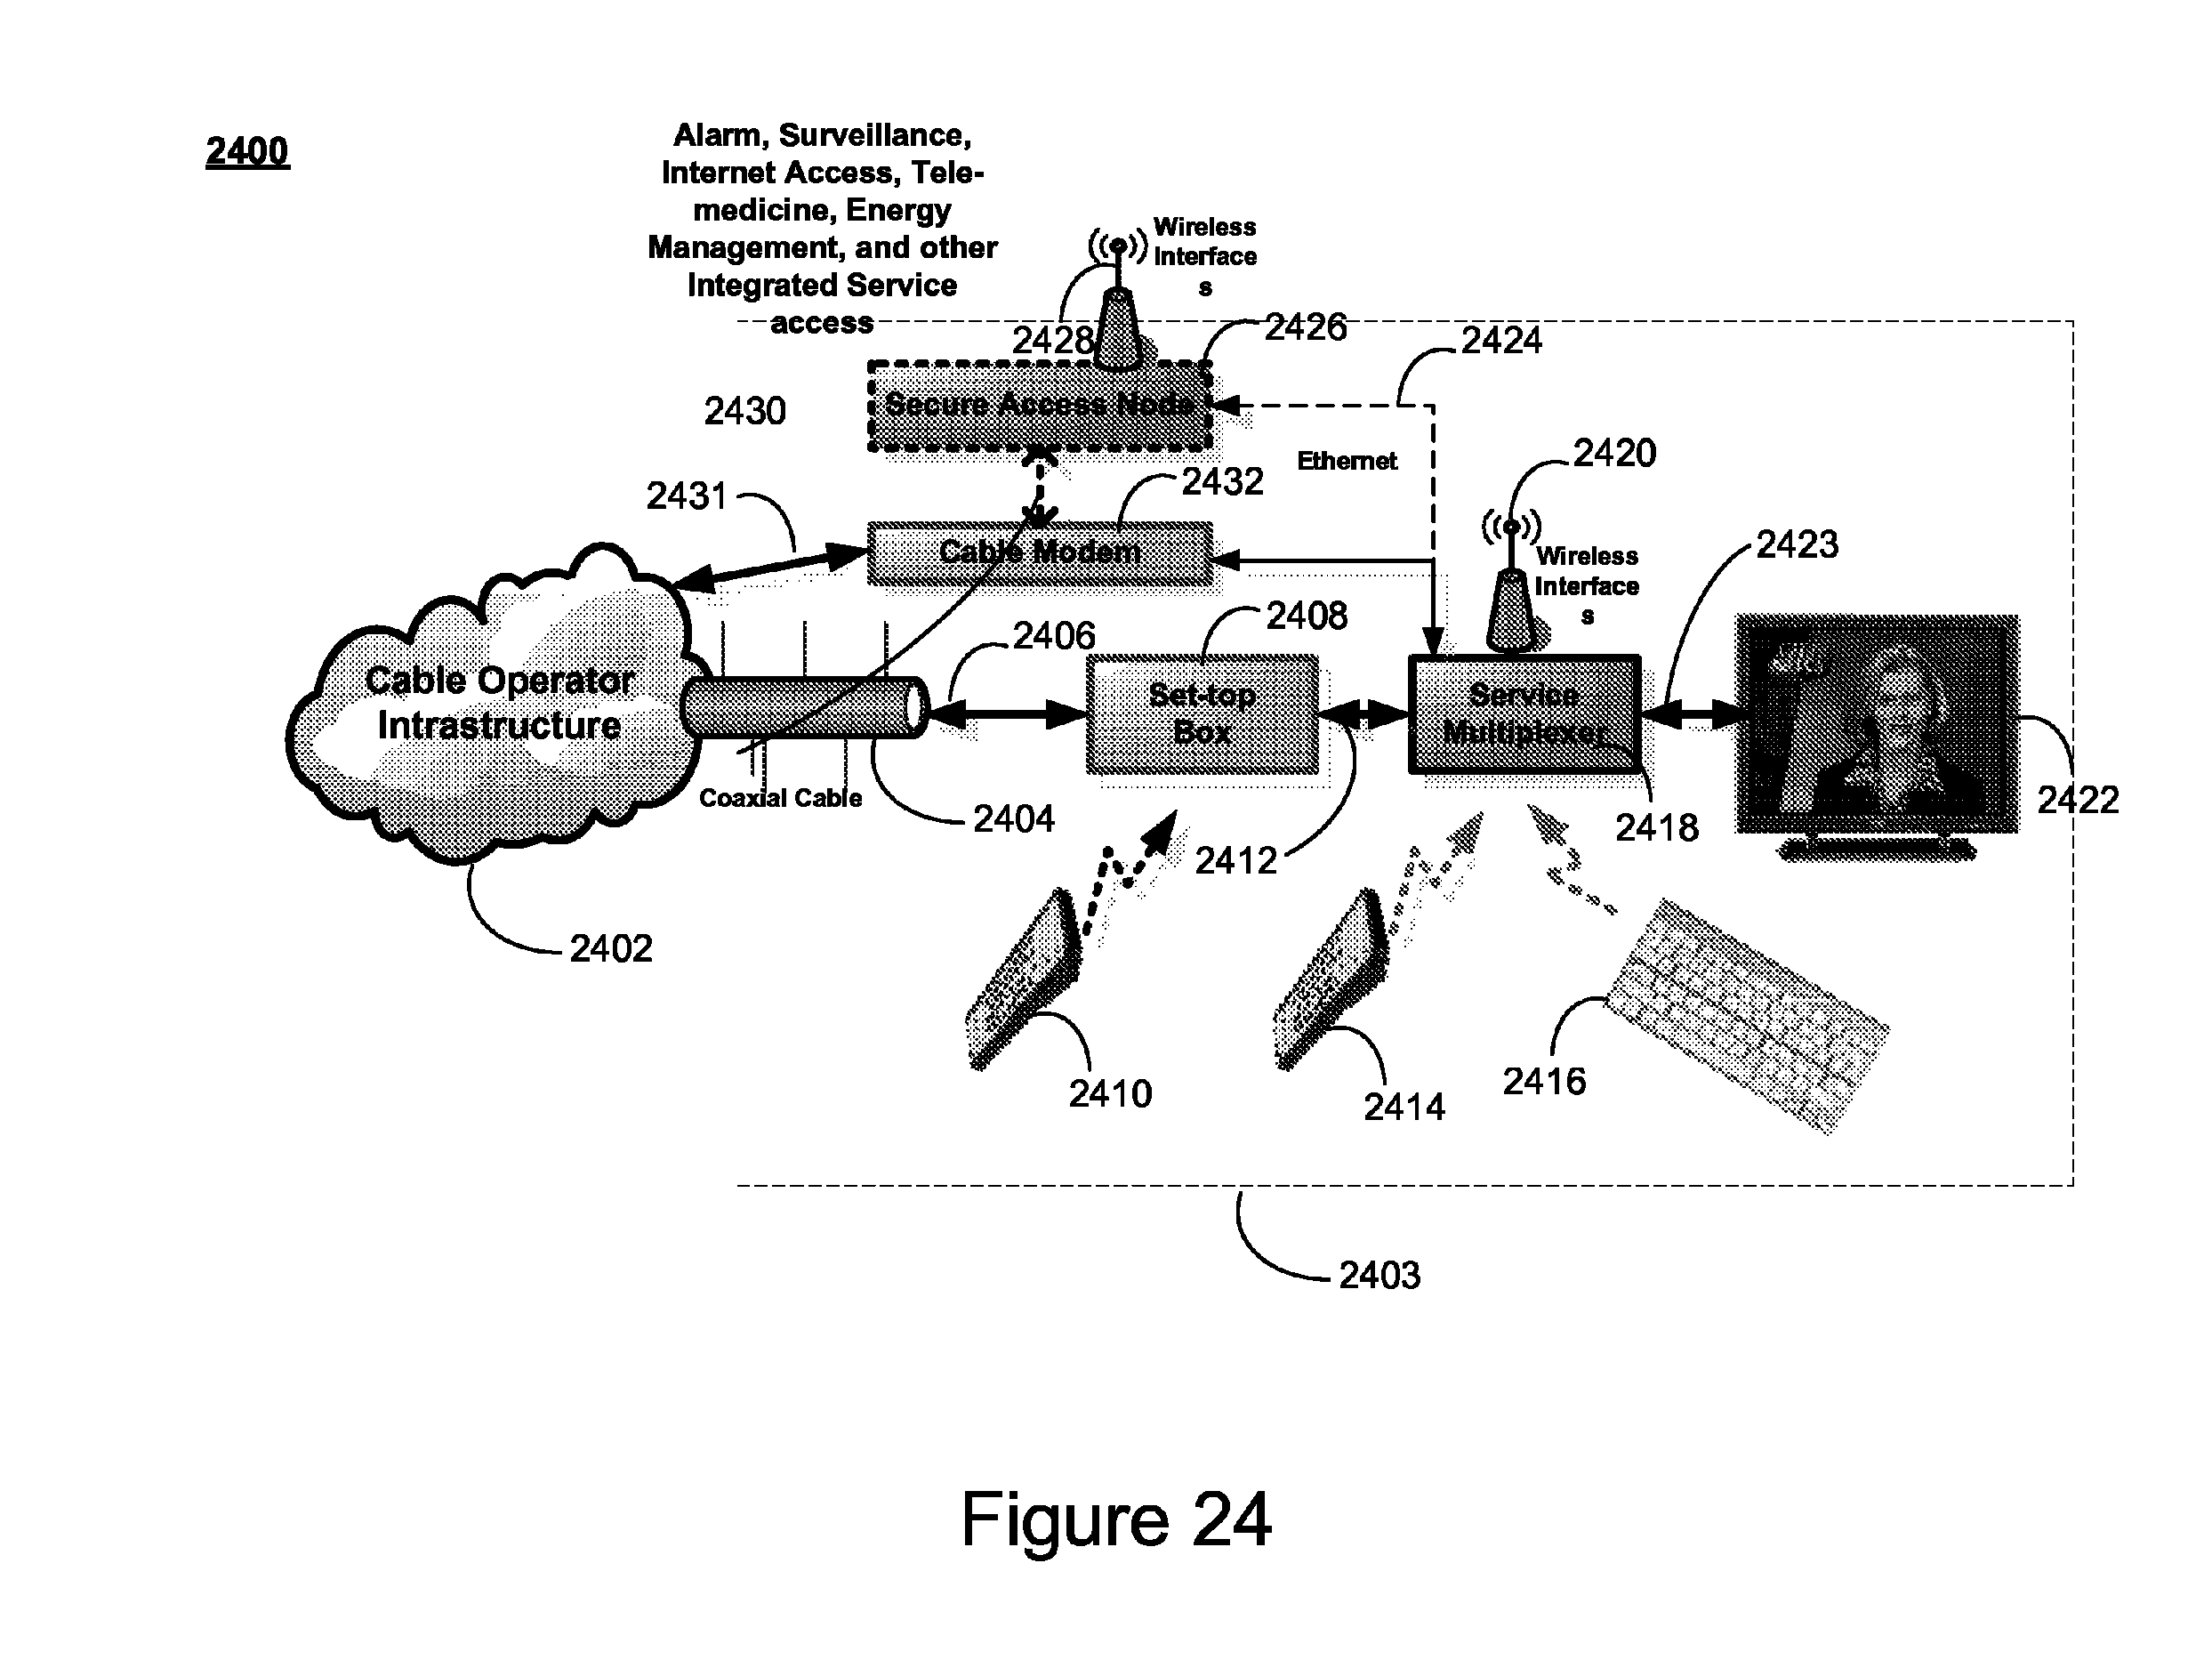 2400
Alarm, Surveillance,
Internet Access, Tele-
medicine, Energy
Management, and other
Integrated Service
access
Wireless
Interface
s
2428
2426
2424
Secure Access Node
2430
Ethernet
2420
2432
2431
Cable Modem
Wireless
Interface
s
2423
2408
2406
Cable Operator
Intrastructure
Set-top
Box
Service
Multiplexer
2422
Coaxial Cable
2404
2418
2412
2402
2410
2414
2416
2403
Figure 24